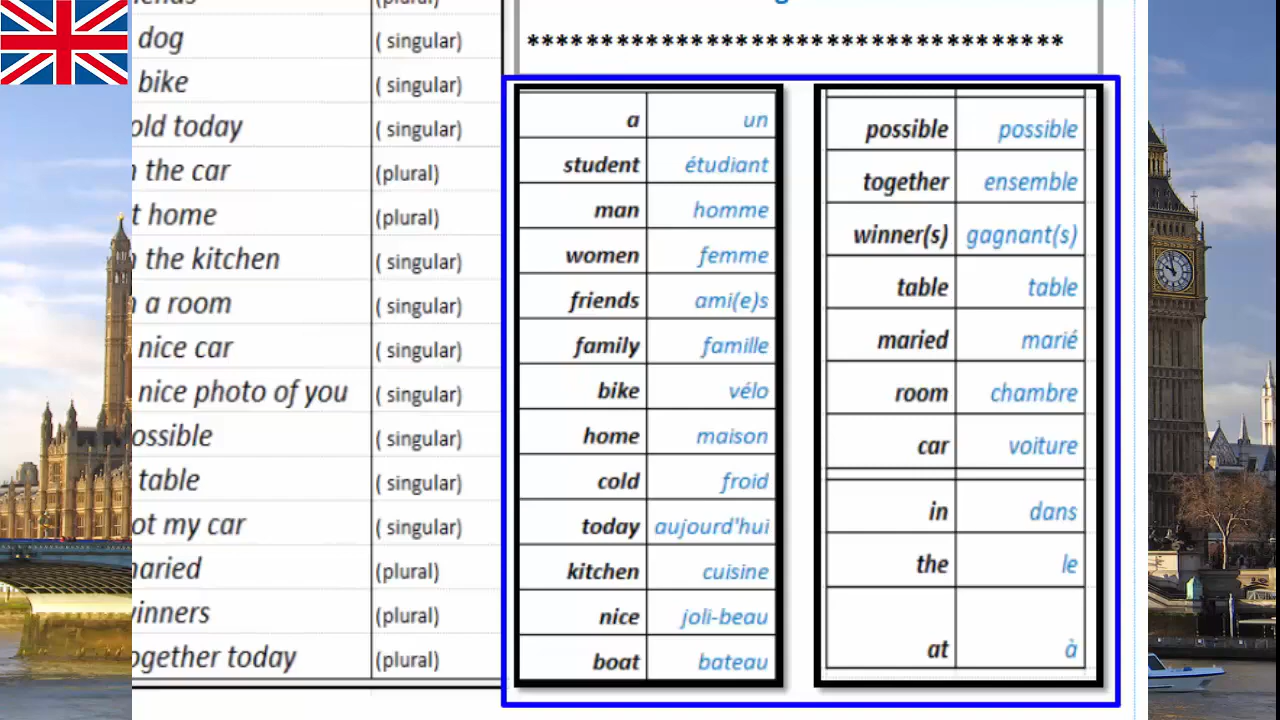 dog ( singular)
bike ( singular)
old today ( singular)
the car (plural)
t home (plural)
the kitchen ( singular)
a room ( singular)
nice car ( singular)
nice photo of you ( singular)
ossible ( singular)
table ( singular)
ot my car ( singular)
aried (plural)
inners (plural)
ogether today (plural)
************************************
a un
student étudiant
man homme
women femme
friends ami(e)s
family famille
bike vélo
home maison
cold froid
today aujourd'hui
kitchen cuisine
nice joli-beau
boat bateau
possible possible
together ensemble
winner(s) gagnant(s)
table table
maried marié
room chambre
car voiture
in dans
the le
at à